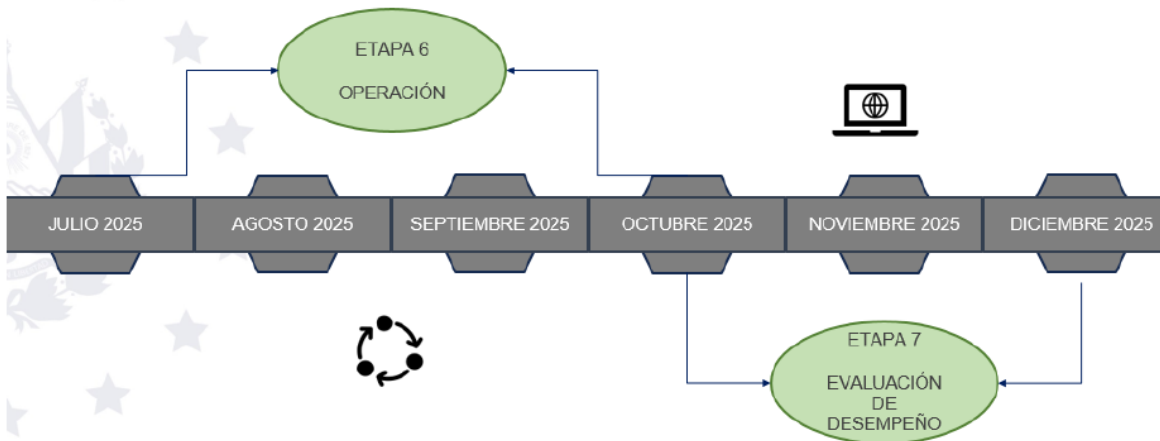 ETAPA 6
OPERACIÓN
JULIO 2025
AGOSTO 2025
SEPTIEMBRE 2025
OCTUBRE 2025
NOVIEMBRE 2025
DICIEMBRE 2025
ETAPA 7
EVALUACIÓN
DE
DESEMPEÑO